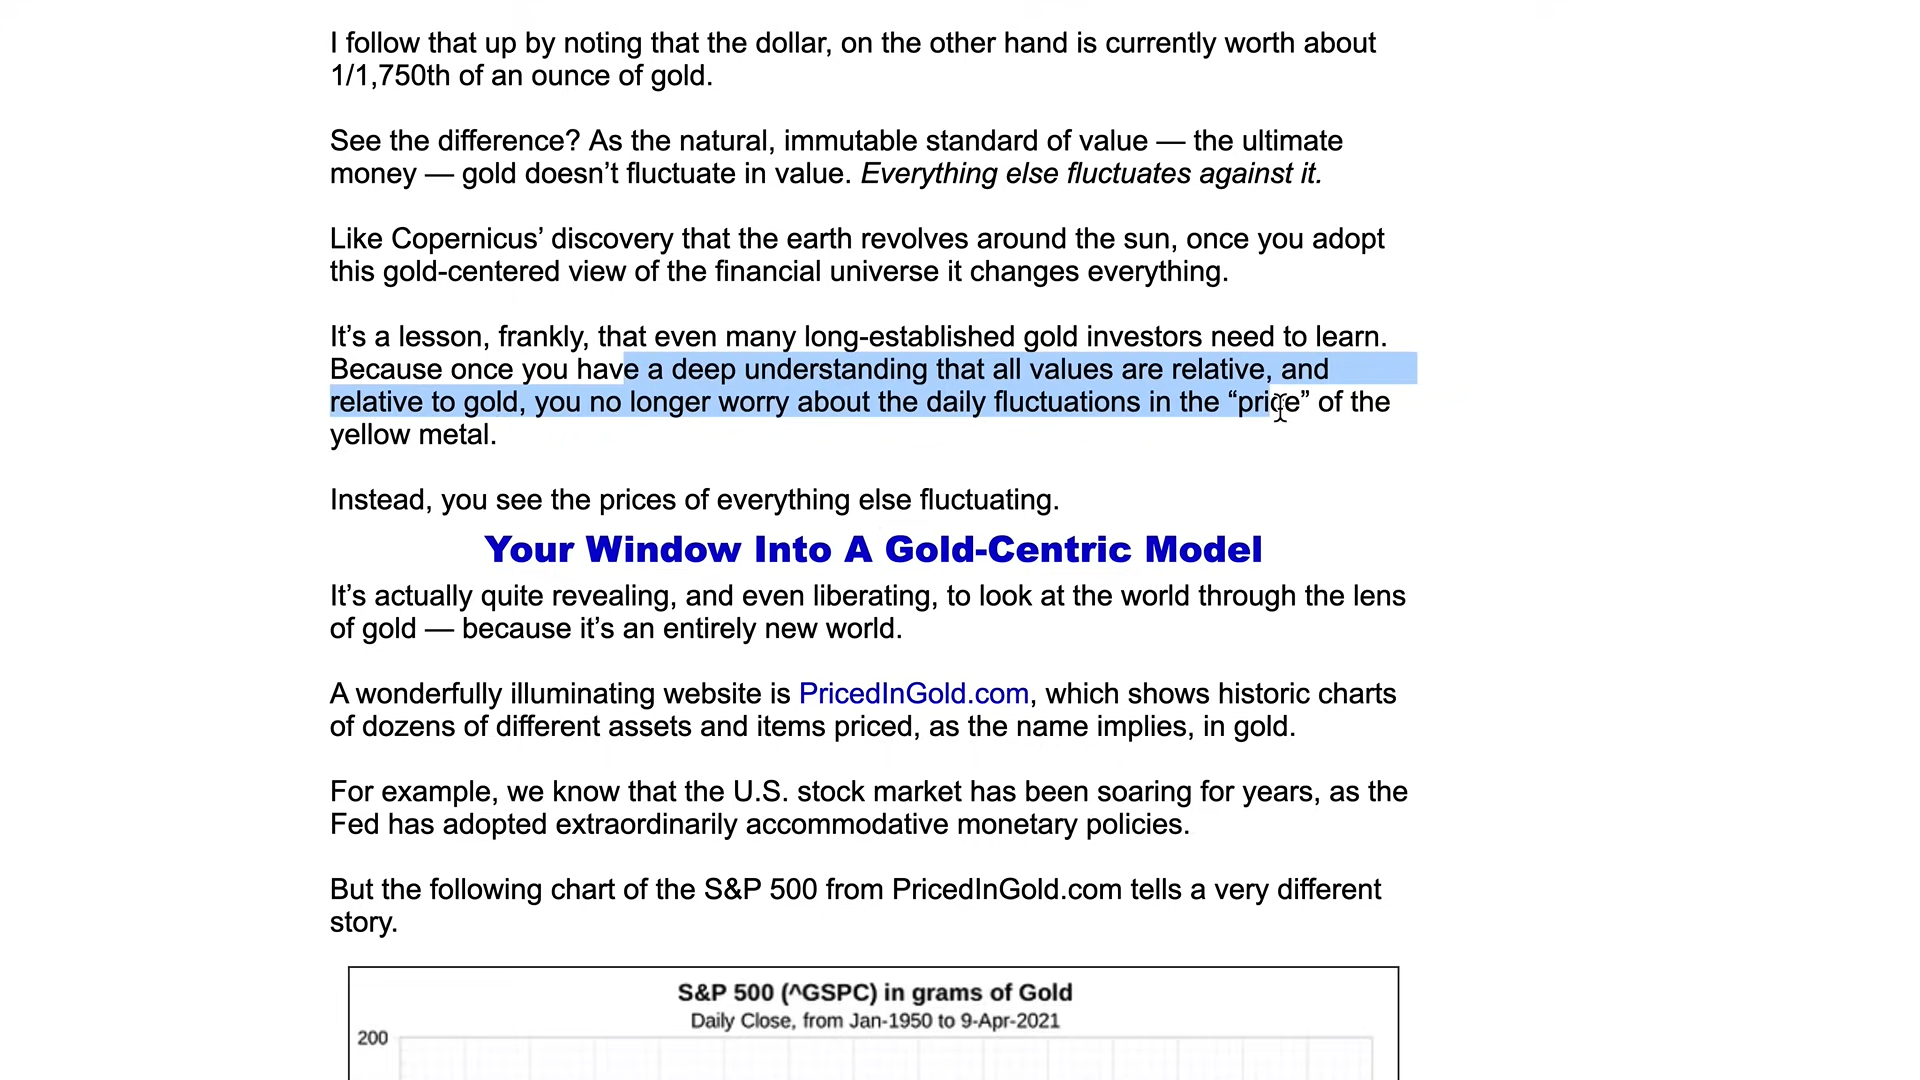 I follow that up by noting that the dollar, on the other hand is currently worth about
1/1,750th of an ounce of gold.
See the difference? As the natural, immutable standard of value — the ultimate
money — gold doesn’t fluctuate in value. Everything else fluctuates against it.
Like Copernicus’ discovery that the earth revolves around the sun, once you adopt
this gold-centered view of the financial universe it changes everything.
It’s a lesson, frankly, that even many long-established gold investors need to learn.
Because once you have a deep understanding that all values are relative, and
relative to gold, you no longer worry about the daily fluctuations in the “price” of the
yellow metal.
Instead, you see the prices of everything else fluctuating.
Your Window Into A Gold-Centric Model
It’s actually quite revealing, and even liberating, to look at the world through the lens
of gold — because it’s an entirely new world.
A wonderfully illuminating website is PricedInGold.com, which shows historic charts
of dozens of different assets and items priced, as the name implies, in gold.
For example, we know that the U.S. stock market has been soaring for years, as the
Fed has adopted extraordinarily accommodative monetary policies.
But the following chart of the S&P 500 from PricedInGold.com tells a very different
story.
S&P 500 (^GSPC) in grams of Gold
Daily Close, from Jan-1950 to 9-Apr-2021
200